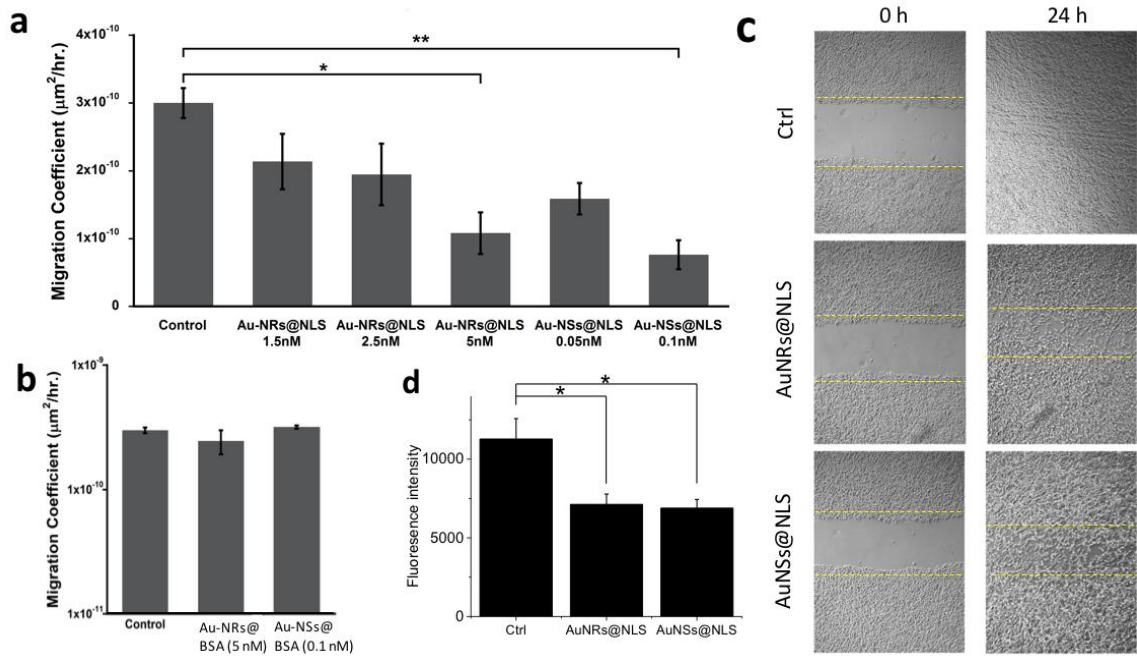 a
Migration Coefficient (μm²/hr.)
4x10⁻¹⁰
3x10⁻¹⁰
2x10⁻¹⁰
1x10⁻¹⁰
0
**
*
Control
Au-NRs@NLS
1.5nM
Au-NRs@NLS
2.5nM
Au-NRs@NLS
5nM
Au-NSs@NLS
0.05nM
Au-NSs@NLS
0.1nM
b
Migration Coefficient (μm²/hr.)
1x10⁻⁹
1x10⁻¹⁰
1x10⁻¹¹
Control
Au-NRs@
BSA (5 nM)
Au-NSs@
BSA (0.1 nM)
d
Fluoresence intensity
10000
5000
0
*
*
Ctrl
AuNRs@NLS
AuNSs@NLS
c
0 h
24 h
Ctrl
AuNRs@NLS
AuNSs@NLS